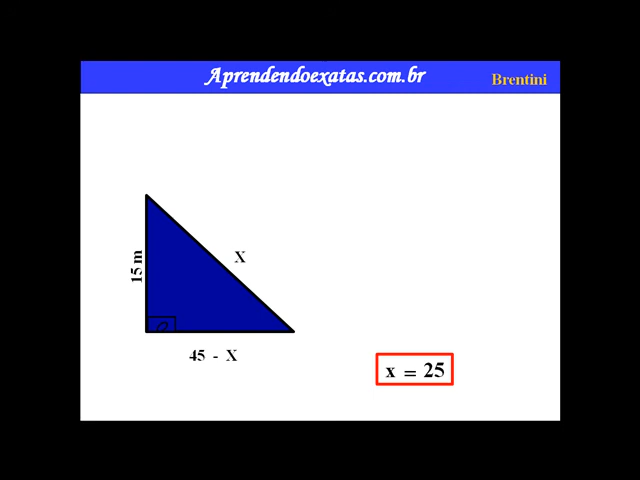 Aprendendoexatas.com.br
Brentini
15 m
X
45 - X
x = 25